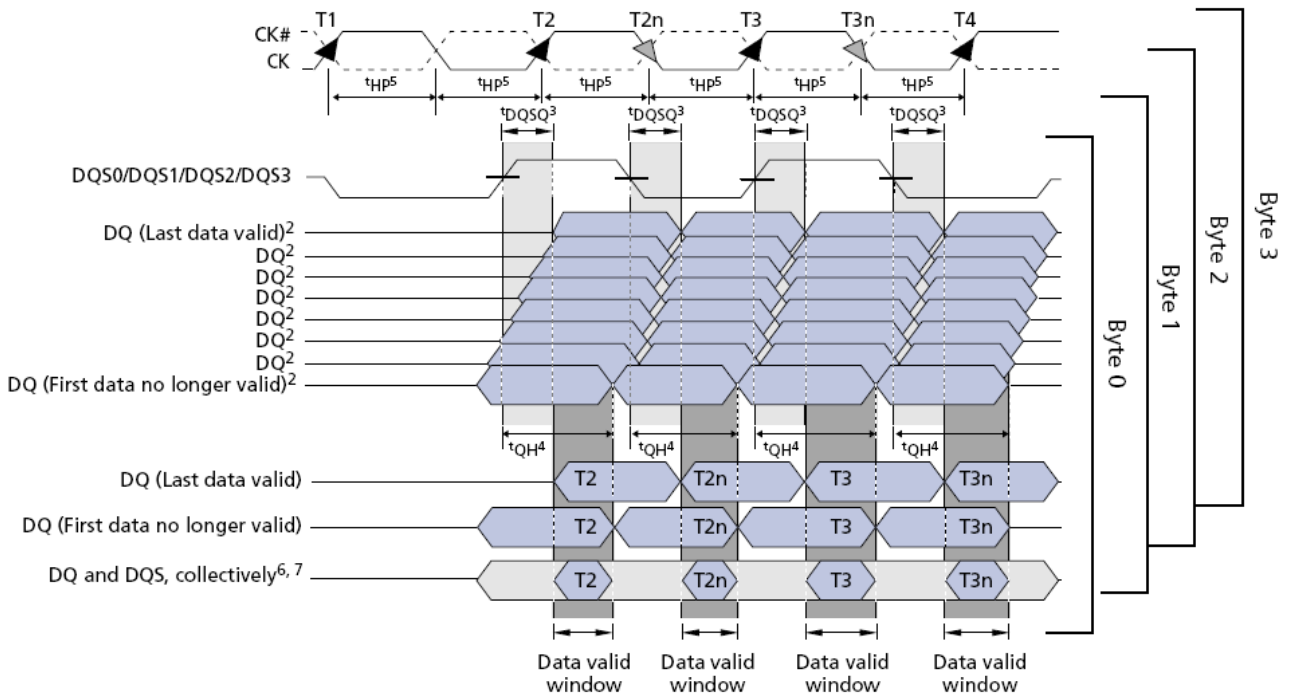 T1 T2 T2n T3 T3n T4
CK#
CK
tHP5 tHP5 tHP5 tHP5 tHP5 tHP5
tDQSQ3 tDQSQ3 tDQSQ3 tDQSQ3
DQS0/DQS1/DQS2/DQS3
DQ (Last data valid)2
DQ2
DQ2
DQ2
DQ2
DQ2
DQ2
DQ (First data no longer valid)2
tQH4 tQH4 tQH4 tQH4
DQ (Last data valid) T2 T2n T3 T3n
DQ (First data no longer valid) T2 T2n T3 T3n
DQ and DQS, collectively6, 7 T2 T2n T3 T3n
Data valid window
Data valid window
Data valid window
Data valid window
Byte 0
Byte 1
Byte 2
Byte 3